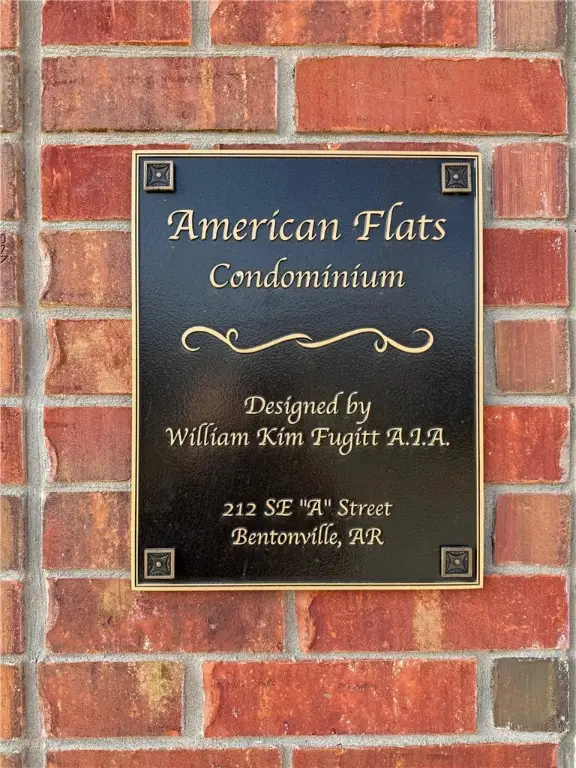 American Flats
Condominium
Designed by
William Kim Fugitt A.I.A.
212 SE "A" Street
Bentonville, AR